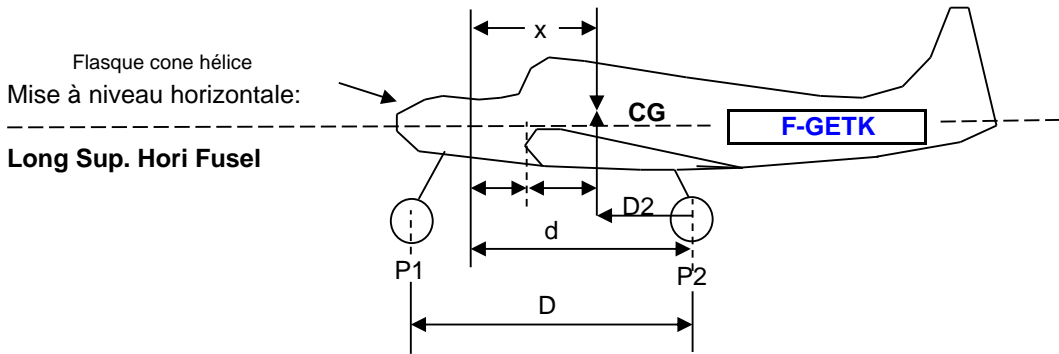 x
Flasque cone hélice
Mise à niveau horizontale:
CG
F-GETK
Long Sup. Hori Fusel
D2
d
P1
P2
D